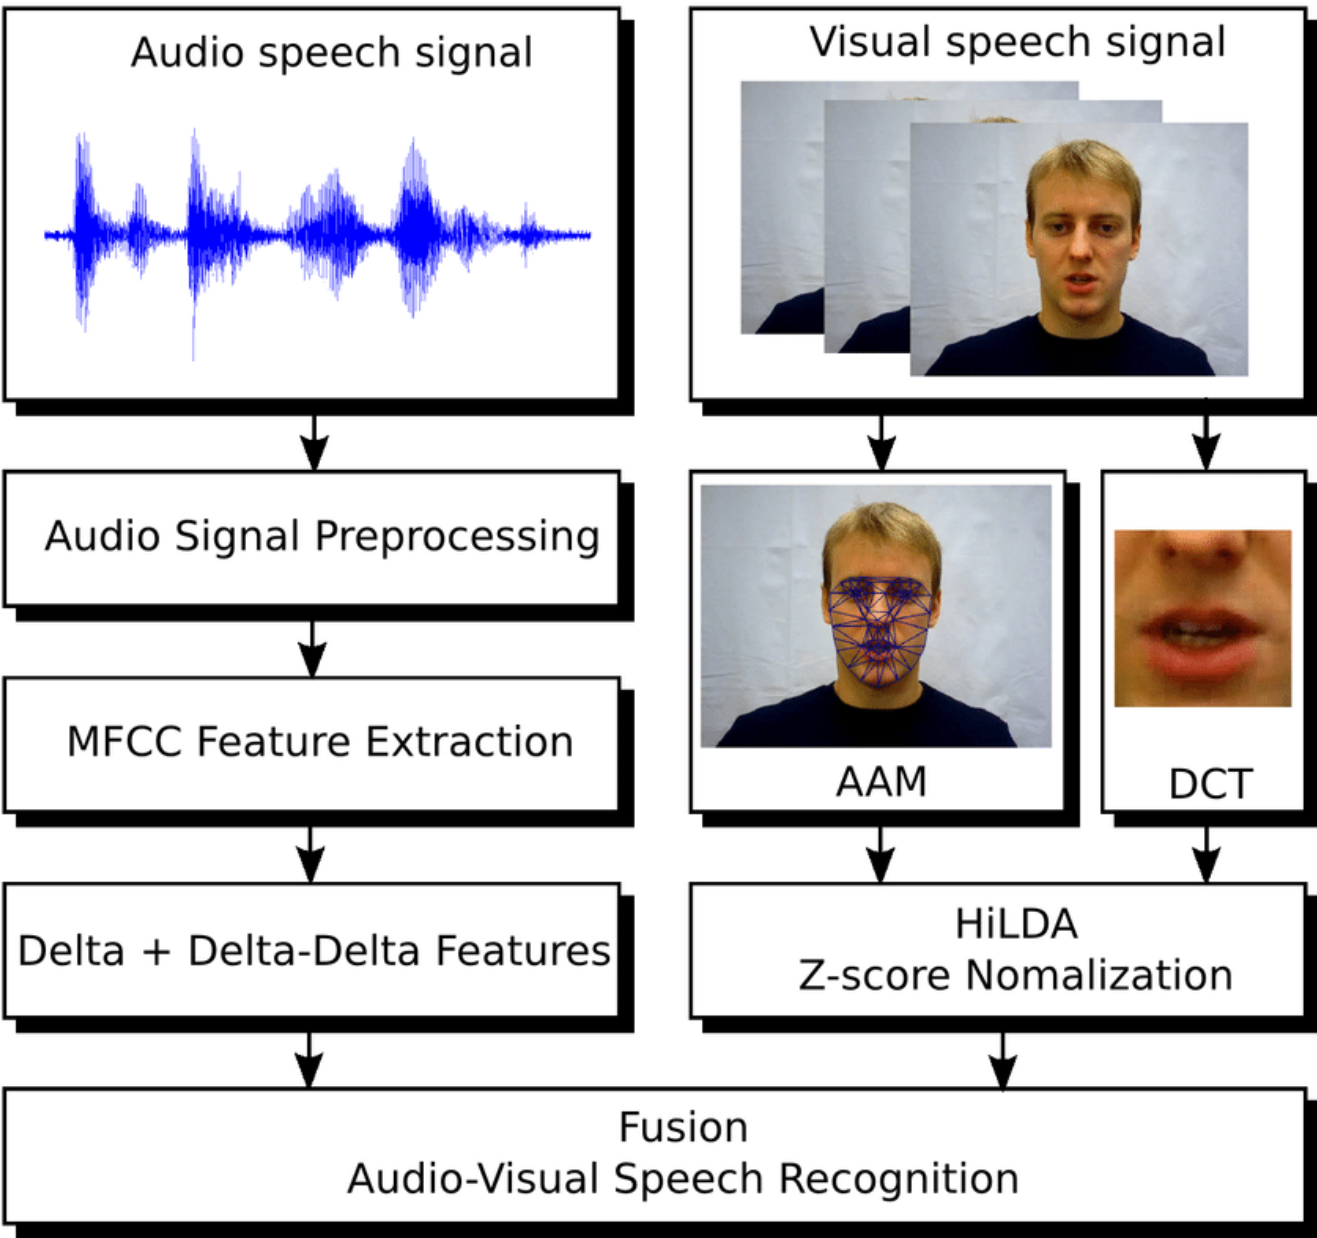 Audio speech signal
Visual speech signal
Audio Signal Preprocessing
MFCC Feature Extraction
AAM
DCT
Delta + Delta-Delta Features
HiLDA
Z-score Nomalization
Fusion
Audio-Visual Speech Recognition